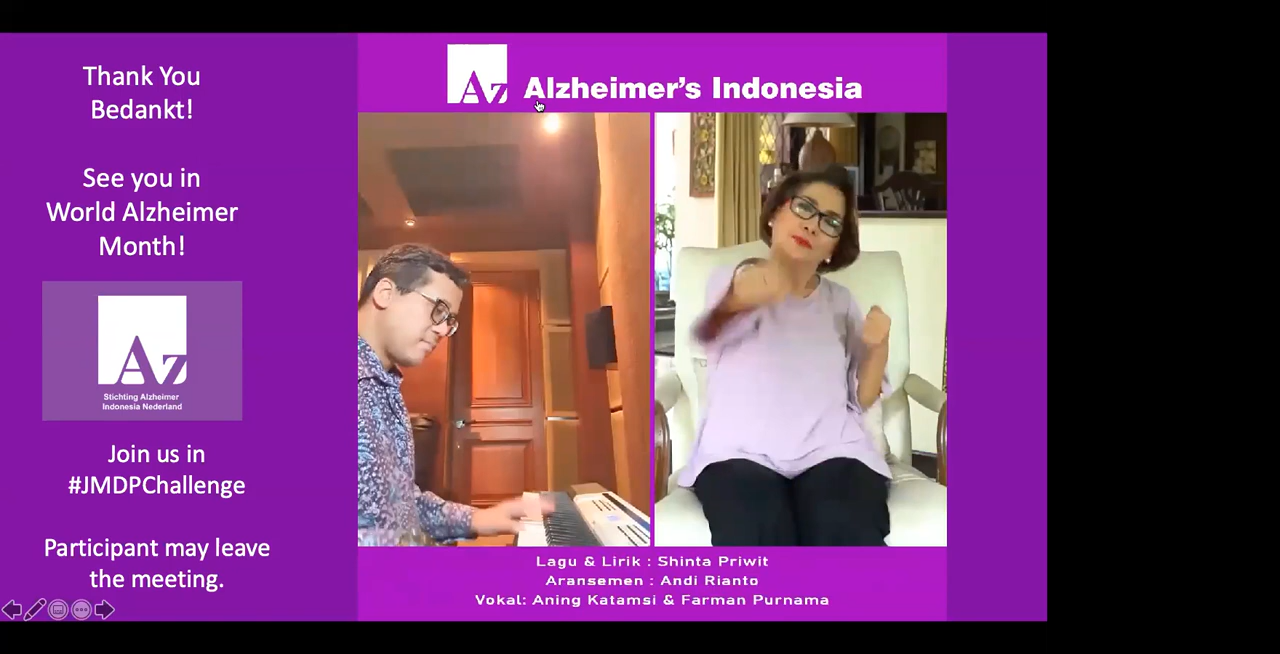 Thank You
Bedankt!
See you in
World Alzheimer
Month!
Az
Stichting Alzheimer
Indonesia Nederland
Join us in
#JMDPChallenge
Participant may leave
the meeting.
Az Alzheimer's Indonesia
Lagu & Lirik : Shinta Priwit
Aransemen : Andi Rianto
Vokal: Aning Katamsi & Farman Purnama